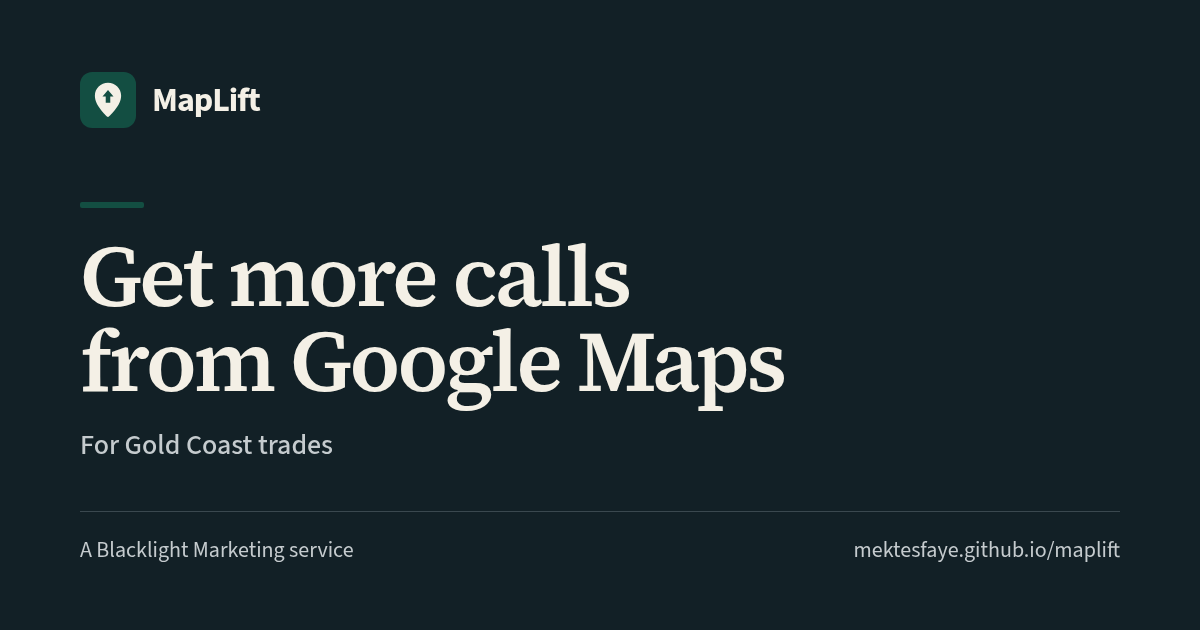 MapLift
Get more calls
from Google Maps
For Gold Coast trades
A Blacklight Marketing service
mektesfaye.github.io/maplift